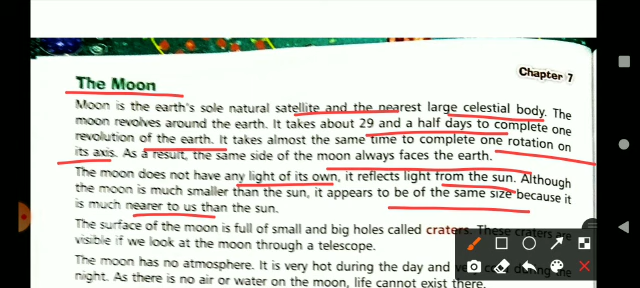 Chapter 7
The Moon
Moon is the earth's sole natural satellite and the nearest large celestial body. The
moon revolves around the earth. It takes about 29 and a half days to complete one
revolution of the earth. It takes almost the same time to complete one rotation on
its axis. As a result, the same side of the moon always faces the earth.
The moon does not have any light of its own, it reflects light from the sun. Although
the moon is much smaller than the sun, it appears to be of the same size because it
is much nearer to us than the sun.
The surface of the moon is full of small and big holes called craters. These craters are
visible if we look at the moon through a telescope.
The moon has no atmosphere. It is very hot during the day and the
night. As there is no air or water on the moon, life cannot exist there.